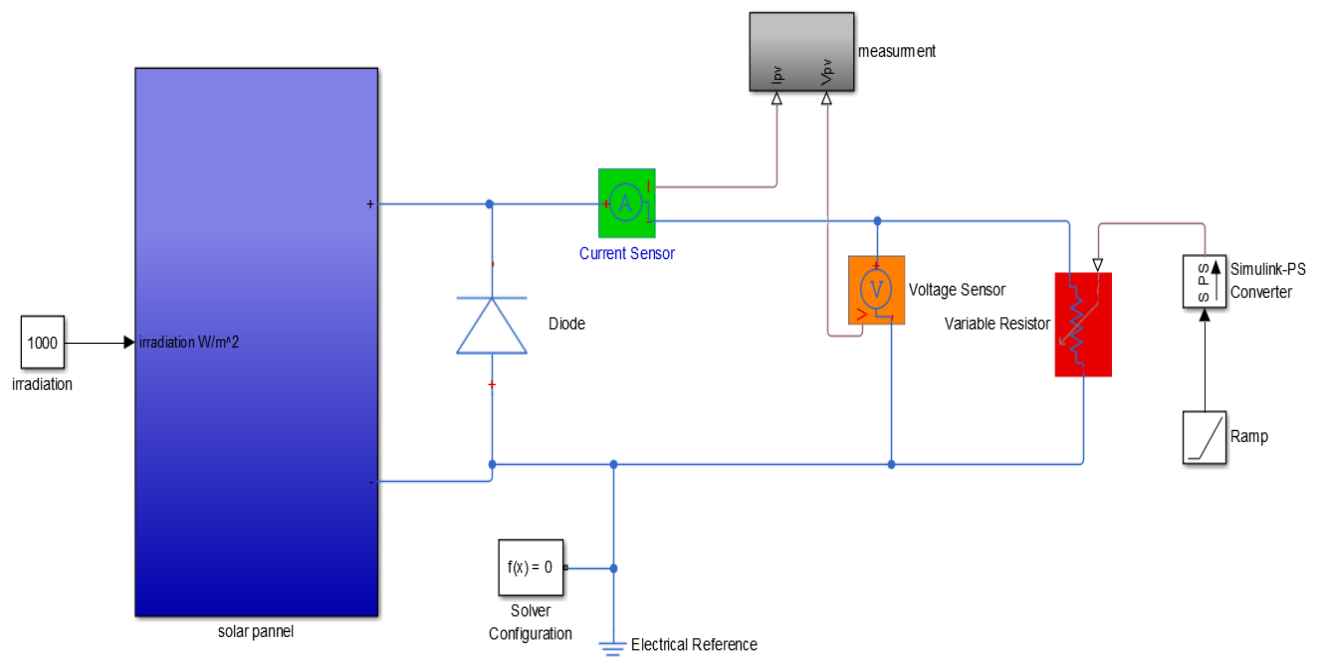 measurment
Ipv
Vpv
+
-
irradiation W/m^2
1000
irradiation
solar pannel
Diode
+
+
A
I
-
Current Sensor
+
V
V
-
Voltage Sensor
Variable Resistor
S PS
Simulink-PS
Converter
Ramp
f(x) = 0
Solver
Configuration
Electrical Reference